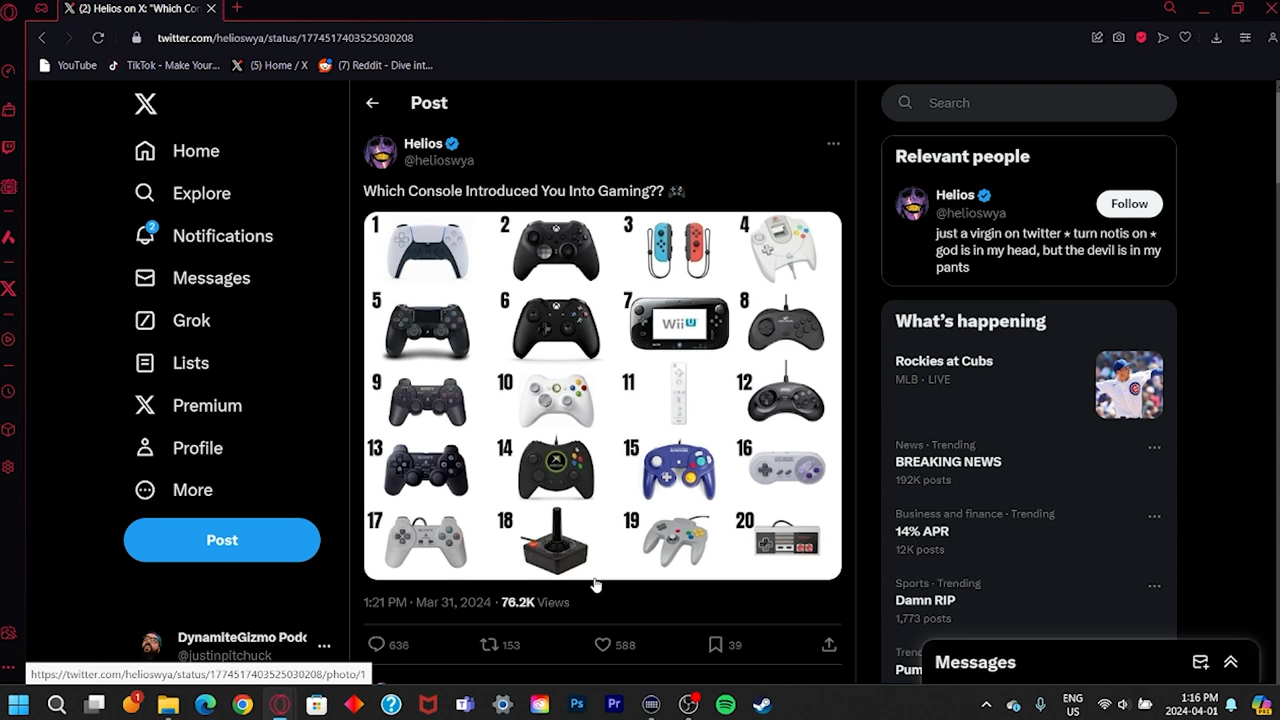 (2) Helios on X: "Which Con
twitter.com/helioswya/status/1774517403525030208
YouTube
TikTok - Make Your...
(5) Home / X
(7) Reddit - Dive int...
Home
Explore
2
Notifications
Messages
Grok
Lists
Premium
Profile
More
Post
DynamiteGizmo Podc
@justinpitchuck
https://twitter.com/helioswya/status/1774517403525030208/photo/1
Post
Helios
@helioswya
Which Console Introduced You Into Gaming??
1 2 3 4
5 6 7 8
Wii U
9 10 11 12
13 14 15 16
17 18 19 20
1:21 PM · Mar 31, 2024 · 76.2K Views
636 153 588 39
Search
Relevant people
Helios
@helioswya
Follow
just a virgin on twitter ⋆ turn notis on ⋆
god is in my head, but the devil is in my
pants
What's happening
Rockies at Cubs
MLB · LIVE
News · Trending
BREAKING NEWS
192K posts
Business and finance · Trending
14% APR
12K posts
Sports · Trending
Damn RIP
1,773 posts
Messages
1
ENG
US
1:16 PM
2024-04-01